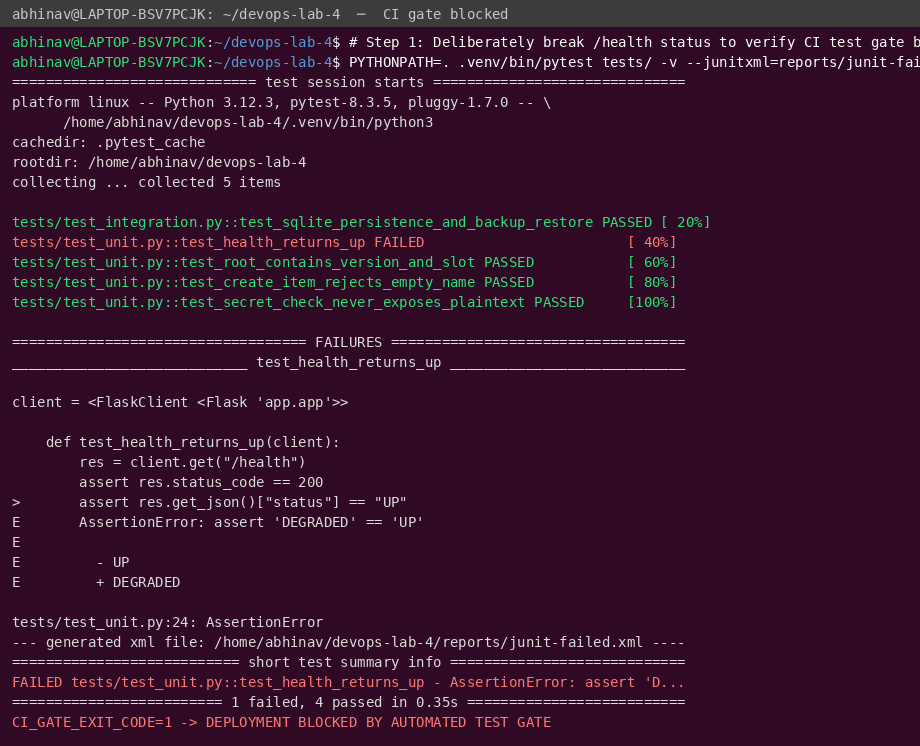 abhinav@LAPTOP-BSV7PCJK: ~/devops-lab-4 — CI gate blocked
abhinav@LAPTOP-BSV7PCJK:~/devops-lab-4$ # Step 1: Deliberately break /health status to verify CI test gate b
abhinav@LAPTOP-BSV7PCJK:~/devops-lab-4$ PYTHONPATH=. .venv/bin/pytest tests/ -v --junitxml=reports/junit-fai
============================= test session starts ==============================
platform linux -- Python 3.12.3, pytest-8.3.5, pluggy-1.7.0 -- \
      /home/abhinav/devops-lab-4/.venv/bin/python3
cachedir: .pytest_cache
rootdir: /home/abhinav/devops-lab-4
collecting ... collected 5 items
tests/test_integration.py::test_sqlite_persistence_and_backup_restore PASSED [ 20%]
tests/test_unit.py::test_health_returns_up FAILED                        [ 40%]
tests/test_unit.py::test_root_contains_version_and_slot PASSED           [ 60%]
tests/test_unit.py::test_create_item_rejects_empty_name PASSED           [ 80%]
tests/test_unit.py::test_secret_check_never_exposes_plaintext PASSED     [100%]
=================================== FAILURES ===================================
____________________________ test_health_returns_up ____________________________
client = <FlaskClient <Flask 'app.app'>>
    def test_health_returns_up(client):
        res = client.get("/health")
        assert res.status_code == 200
>       assert res.get_json()["status"] == "UP"
E       AssertionError: assert 'DEGRADED' == 'UP'
E
E         - UP
E         + DEGRADED
tests/test_unit.py:24: AssertionError
--- generated xml file: /home/abhinav/devops-lab-4/reports/junit-failed.xml ----
=========================== short test summary info ============================
FAILED tests/test_unit.py::test_health_returns_up - AssertionError: assert 'D...
========================= 1 failed, 4 passed in 0.35s ==========================
CI_GATE_EXIT_CODE=1 -> DEPLOYMENT BLOCKED BY AUTOMATED TEST GATE